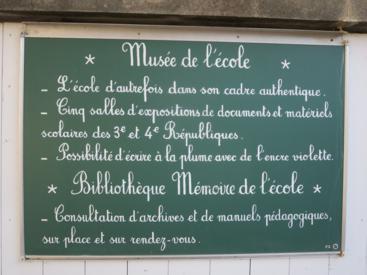 * Musée de l'école *
_ L'école d'autrefois dans son cadre authentique.
_ Cinq salles d'expositions de documents et matériels
scolaires des 3e et 4e Républiques.
_ Possibilité d'écrire à la plume avec de l'encre violette.
* Bibliothèque Mémoire de l'école *
_ Consultation d'archives et de manuels pédagogiques,
sur place et sur rendez-vous.